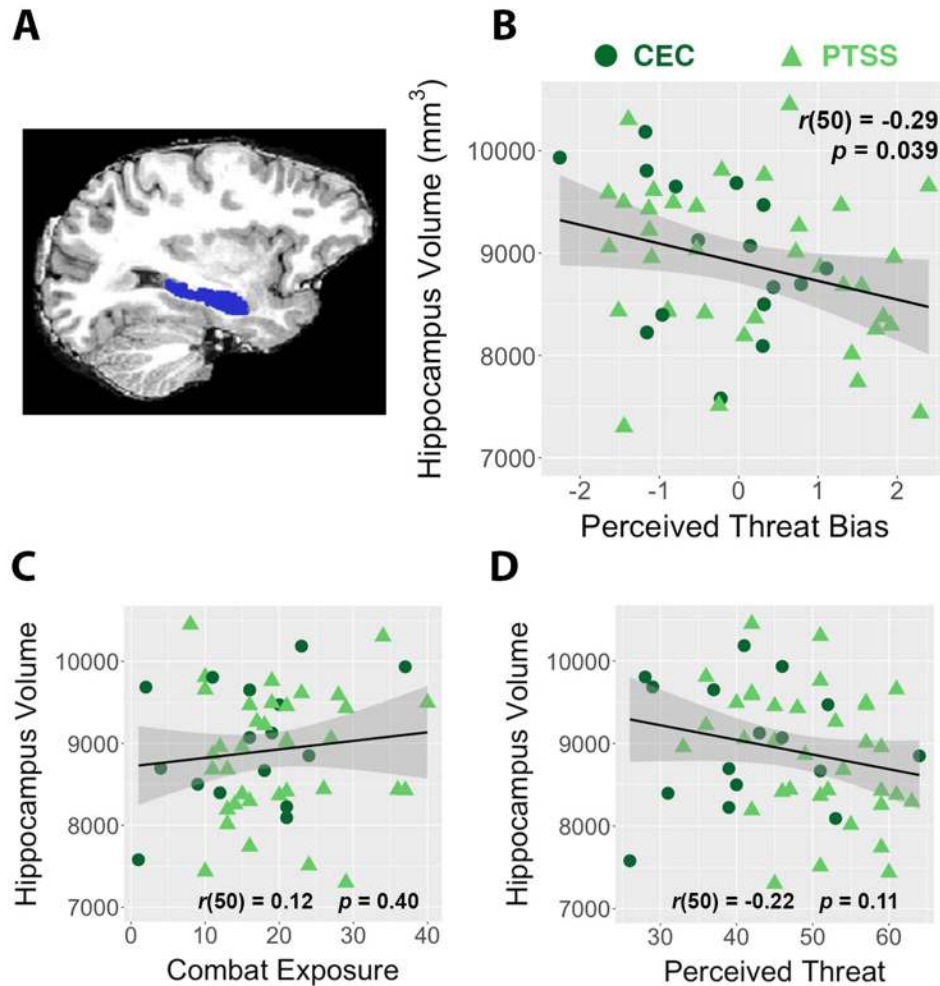 A
B
CEC PTSS
Hippocampus Volume (mm³)
r(50) = -0.29
p = 0.039
10000
9000
8000
7000
-2 -1 0 1 2
Perceived Threat Bias
C
Hippocampus Volume
10000
9000
8000
7000
r(50) = 0.12 p = 0.40
0 10 20 30 40
Combat Exposure
D
Hippocampus Volume
10000
9000
8000
7000
r(50) = -0.22 p = 0.11
30 40 50 60
Perceived Threat